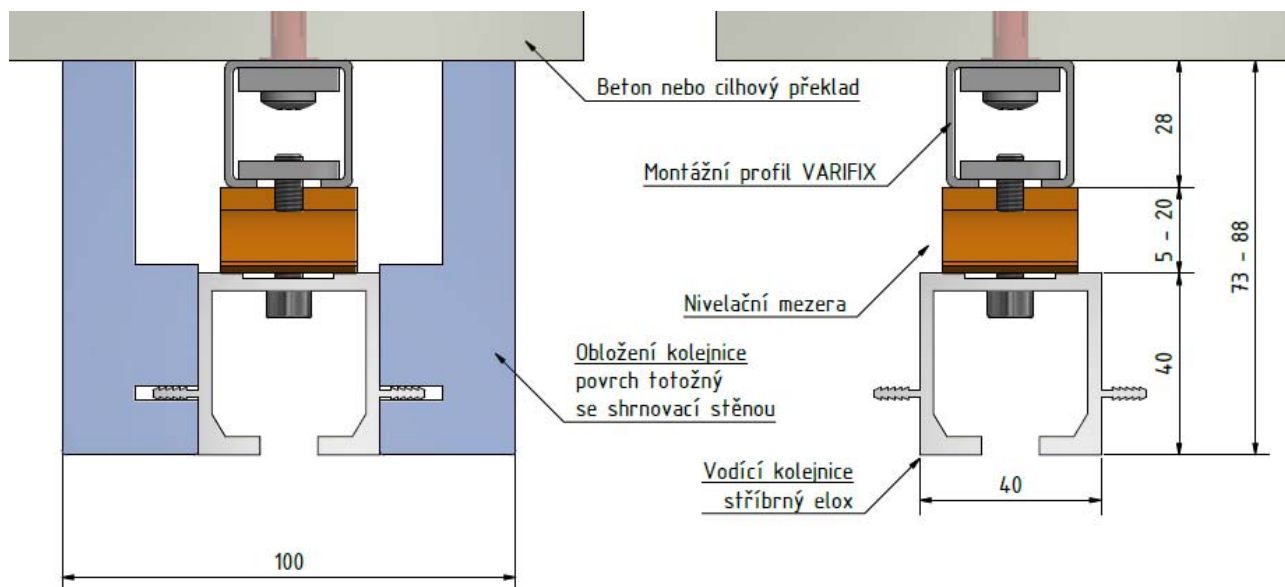 Beton nebo cilhový překlad
Montážní profil VARIFIX
Nivelační mezera
Obložení kolejnice
povrch totožný
se shrnovací stěnou
Vodící kolejnice
stříbrný elox
100
40
28
5 - 20
40
73 - 88